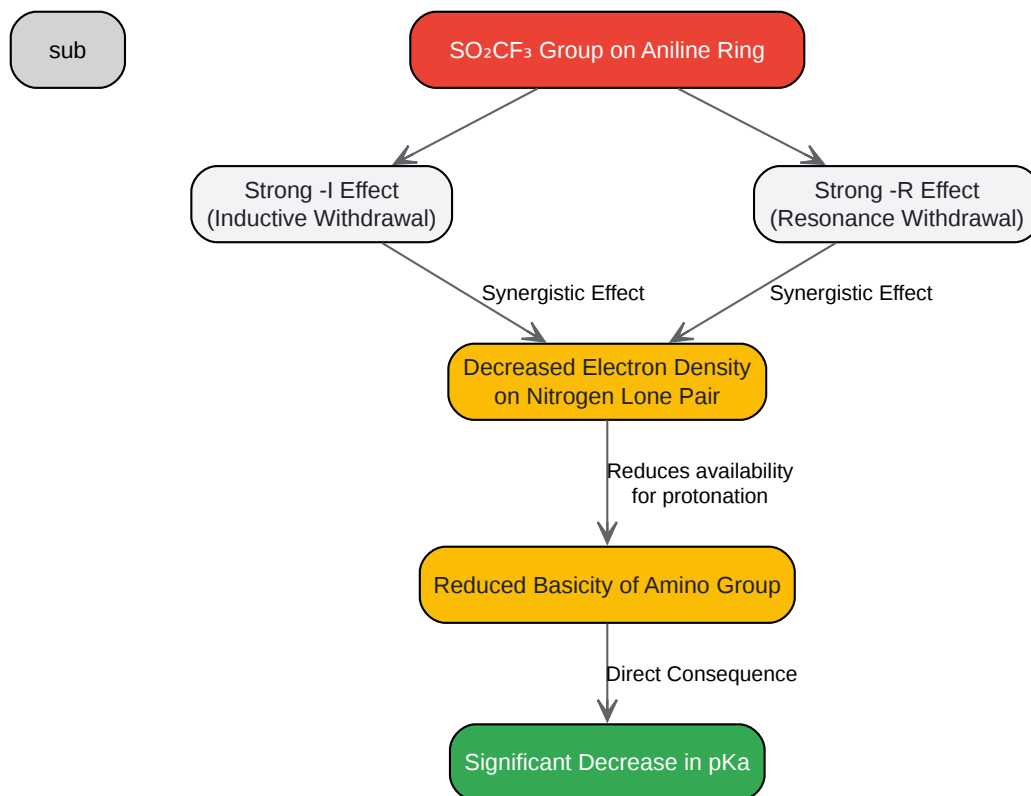 sub
SO₂CF₃ Group on Aniline Ring
Strong -I Effect
(Inductive Withdrawal)
Strong -R Effect
(Resonance Withdrawal)
Synergistic Effect
Synergistic Effect
Decreased Electron Density
on Nitrogen Lone Pair
Reduces availability
for protonation
Reduced Basicity of Amino Group
Direct Consequence
Significant Decrease in pKa